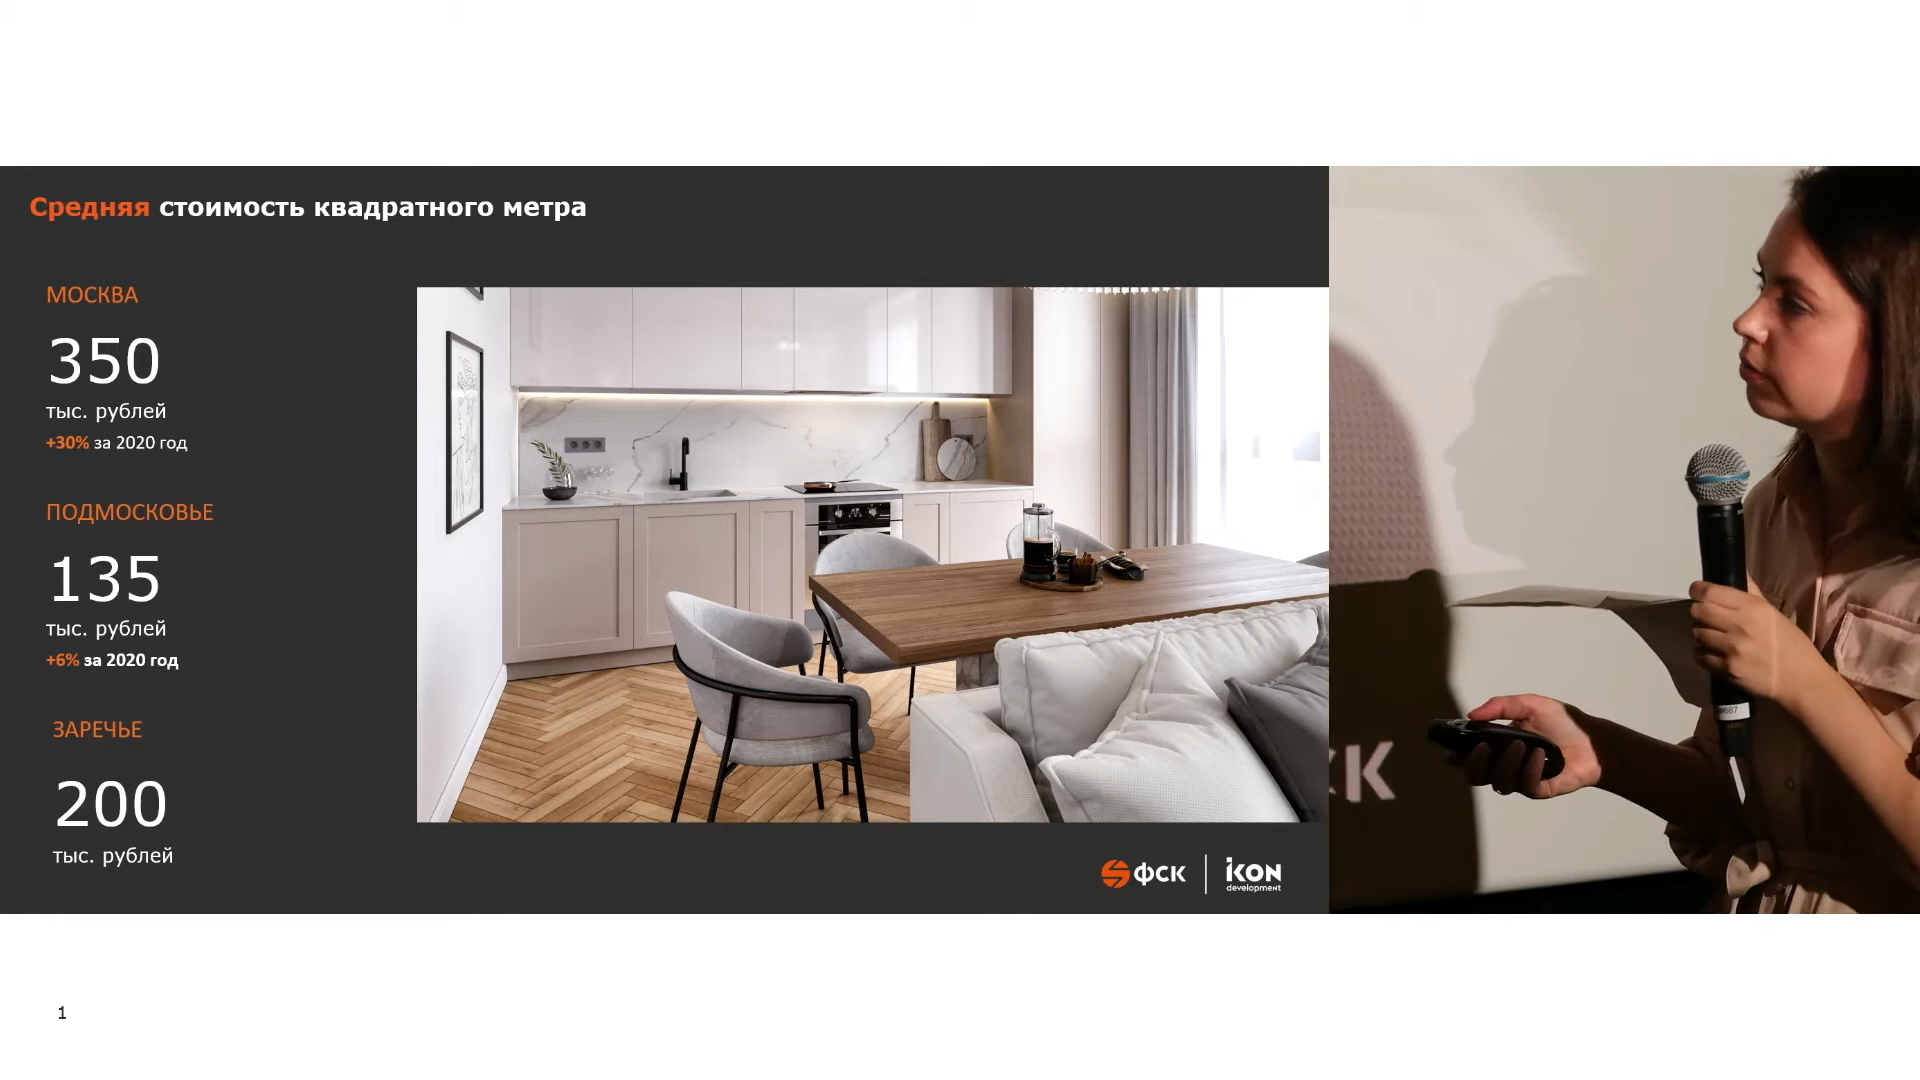 Средняя стоимость квадратного метра
МОСКВА
350
тыс. рублей
+30% за 2020 год
ПОДМОСКОВЬЕ
135
тыс. рублей
+6% за 2020 год
ЗАРЕЧЬЕ
200
тыс. рублей
ФСК
iKON
development
СК
1